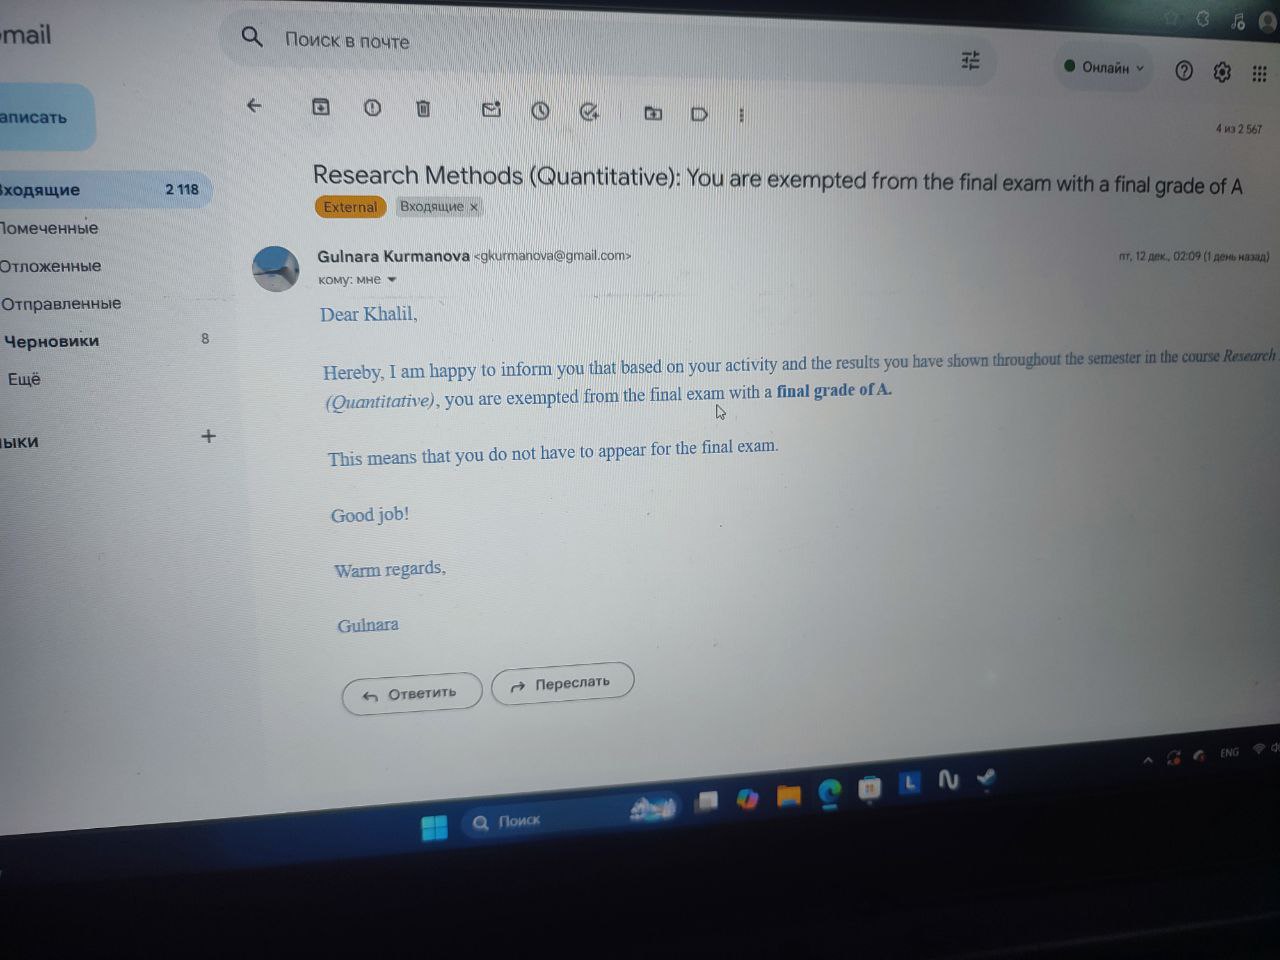 mail
Поиск в почте
Онлайн
аписать
4 из 2 567
Входящие 2 118
Помеченные
Отложенные
Отправленные
Черновики 8
Ещё
лыки +
Research Methods (Quantitative): You are exempted from the final exam with a final grade of A
External Входящие ×
Gulnara Kurmanova <gkurmanova@gmail.com>
пт, 12 дек., 02:09 (1 день назад)
кому: мне
Dear Khalil,
Hereby, I am happy to inform you that based on your activity and the results you have shown throughout the semester in the course Research
(Quantitative), you are exempted from the final exam with a final grade of A.
This means that you do not have to appear for the final exam.
Good job!
Warm regards,
Gulnara
Ответить Переслать
Поиск
L
ENG